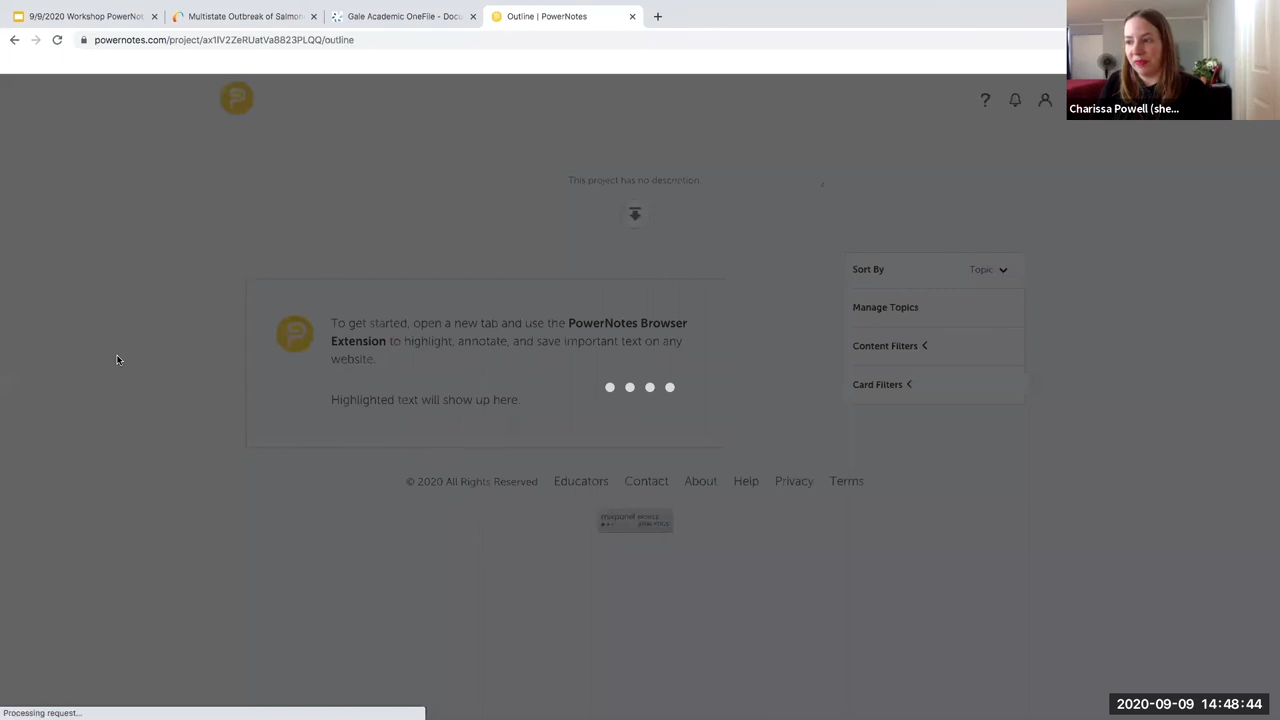 9/9/2020 Workshop PowerNot
Multistate Outbreak of Salmon
Gale Academic OneFile - Docu
Outline | PowerNotes
powernotes.com/project/ax1IV2ZeRUatVa8823PLQQ/outline
Charissa Powell (she...
?
This project has no description.
Sort By
Topic
To get started, open a new tab and use the PowerNotes Browser
Extension to highlight, annotate, and save important text on any
website.
Highlighted text will show up here.
Manage Topics
Content Filters
Card Filters
© 2020 All Rights Reserved
Educators
Contact
About
Help
Privacy
Terms
mixpanel MOBILE
ANALYTICS
2020-09-09 14:48:44
Processing request...